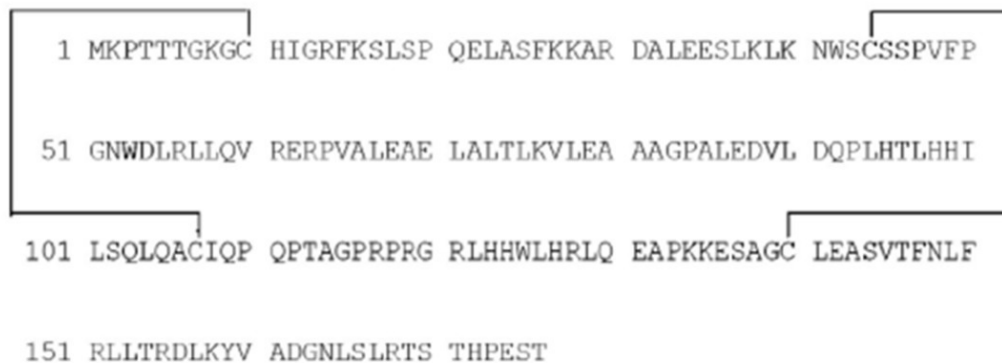 1 MKPTTTGKGC HIGRFKSLSP QELASFKKAR DALEESLKLK NWSCSSPVFP
51 GNWDLRLLQV RERPVALEAE LALTLKVLEA AAGPALEDVL DQPLHTLHHI
101 LSQLQACIQP QPTAGPRPRG RLHHWLHRLQ EAPKKESAGC LEASVTFNLF
151 RLLTRDLKYV ADGNLSLRTS THPEST